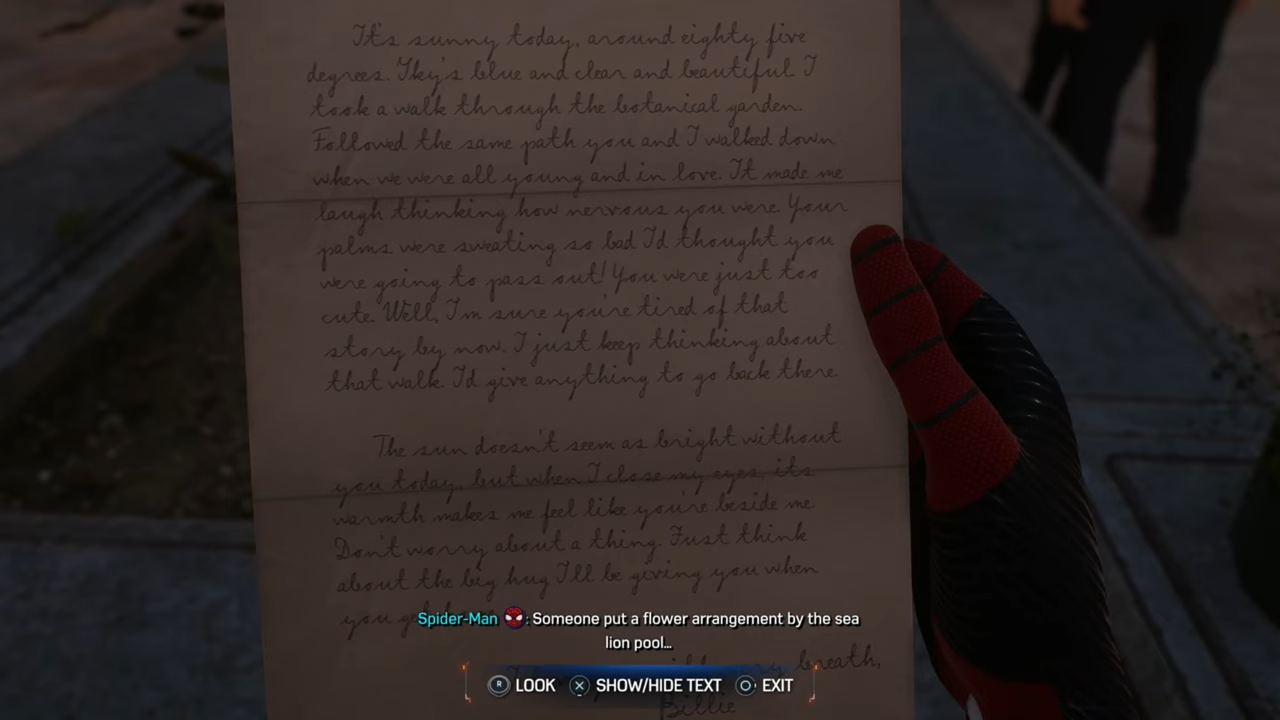 It's sunny today, around eighty five
degrees. Sky's blue and clear and beautiful. I
took a walk through the botanical garden.
Followed the same path you and I walked down
when we were all young and in love. It made me
laugh thinking how nervous you were. Your
palms were sweating so bad I'd thought you
were going to pass out! You were just too
cute. Well, I'm sure you're tired of that
story by now. I just keep thinking about
that walk. I'd give anything to go back there.
The sun doesn't seem as bright without
you today, but when I close my eyes, its
warmth makes me feel like you're beside me.
Don't worry about a thing. Just think
about the big hug I'll be giving you when
you
Spider-Man : Someone put a flower arrangement by the sea
lion pool...
breath,
Billie
R LOOK SHOW/HIDE TEXT EXIT